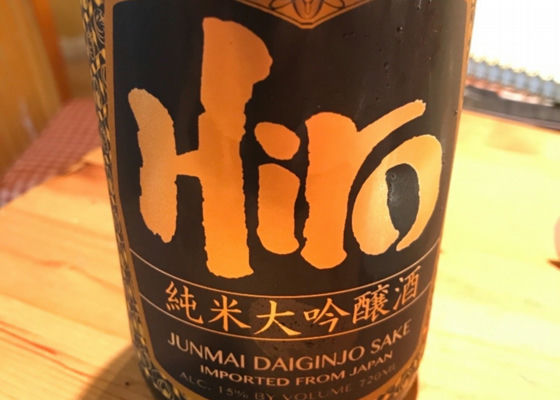 Hiro
純米大吟醸酒
JUNMAI DAIGINJO SAKE
IMPORTED FROM JAPAN
ALC. 15% BY VOLUME 720ML